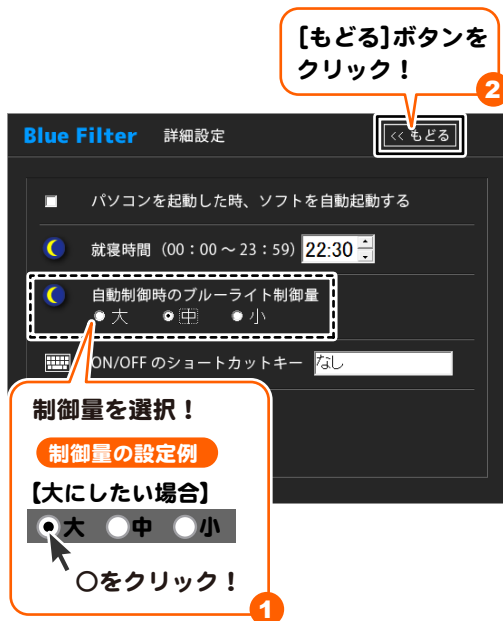 [もどる]ボタンを
クリック！
2
Blue Filter 詳細設定 << もどる
パソコンを起動した時、ソフトを自動起動する
就寝時間（00：00～23：59） 22:30
自動制御時のブルーライト制御量
大 中 小
ON/OFF のショートカットキー なし
制御量を選択！
制御量の設定例
【大にしたい場合】
大 中 小
○をクリック！
1